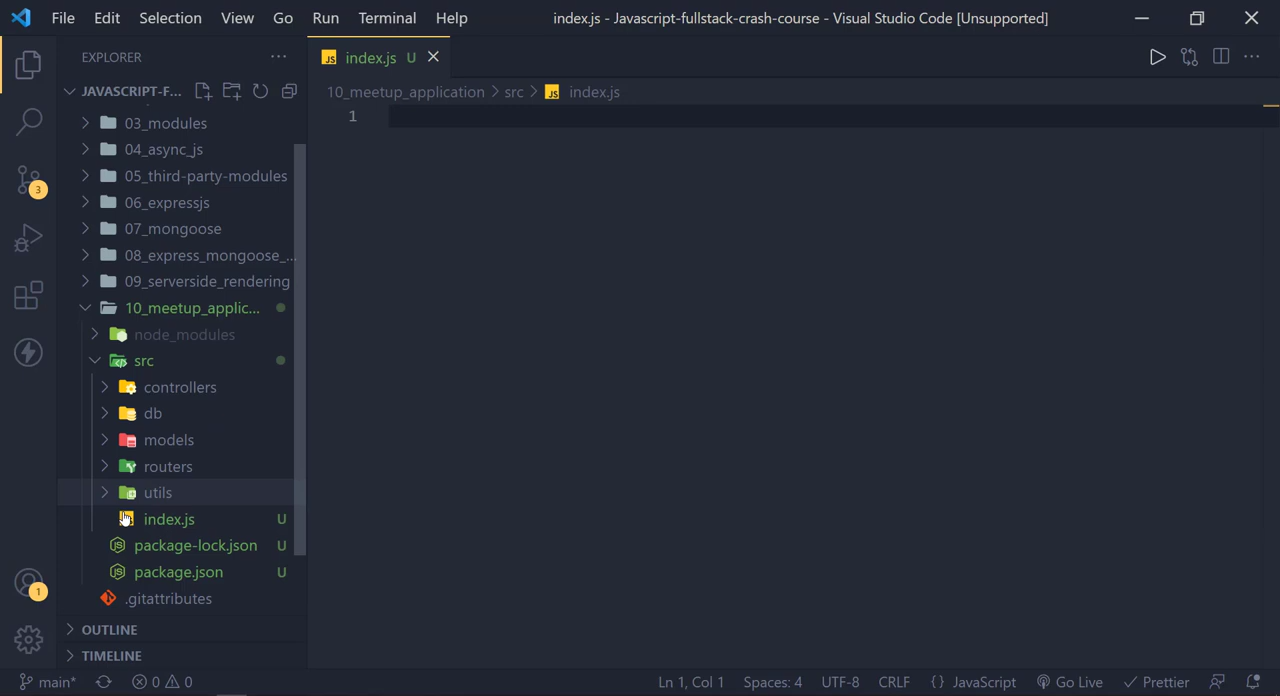 File Edit Selection View Go Run Terminal Help index.js - Javascript-fullstack-crash-course - Visual Studio Code [Unsupported]
EXPLORER
JAVASCRIPT-F...
03_modules
04_async_js
05_third-party-modules
06_expressjs
07_mongoose
08_express_mongoose_...
09_serverside_rendering
10_meetup_applic...
node_modules
src
controllers
db
models
routers
utils
index.js U
package-lock.json U
package.json U
.gitattributes
OUTLINE
TIMELINE
3
1
JS index.js U
10_meetup_application > src > JS index.js
1
main* 0 0 Ln 1, Col 1 Spaces: 4 UTF-8 CRLF {} JavaScript Go Live Prettier